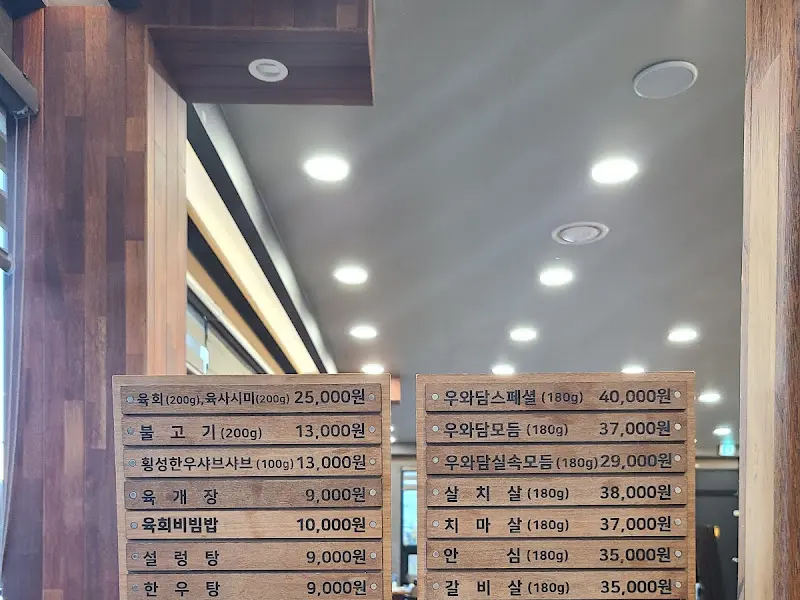 육회(200g),육사시미(200g) 25,000원
불 고 기 (200g) 13,000원
횡성한우샤브샤브 (100g) 13,000원
육 개 장 9,000원
육회비빔밥 10,000원
설 렁 탕 9,000원
한 우 탕 9,000원
우와담스페셜 (180g) 40,000원
우와담모듬 (180g) 37,000원
우와담실속모듬 (180g) 29,000원
살 치 살 (180g) 38,000원
치 마 살 (180g) 37,000원
안 심 (180g) 35,000원
갈 비 살 (180g) 35,000원